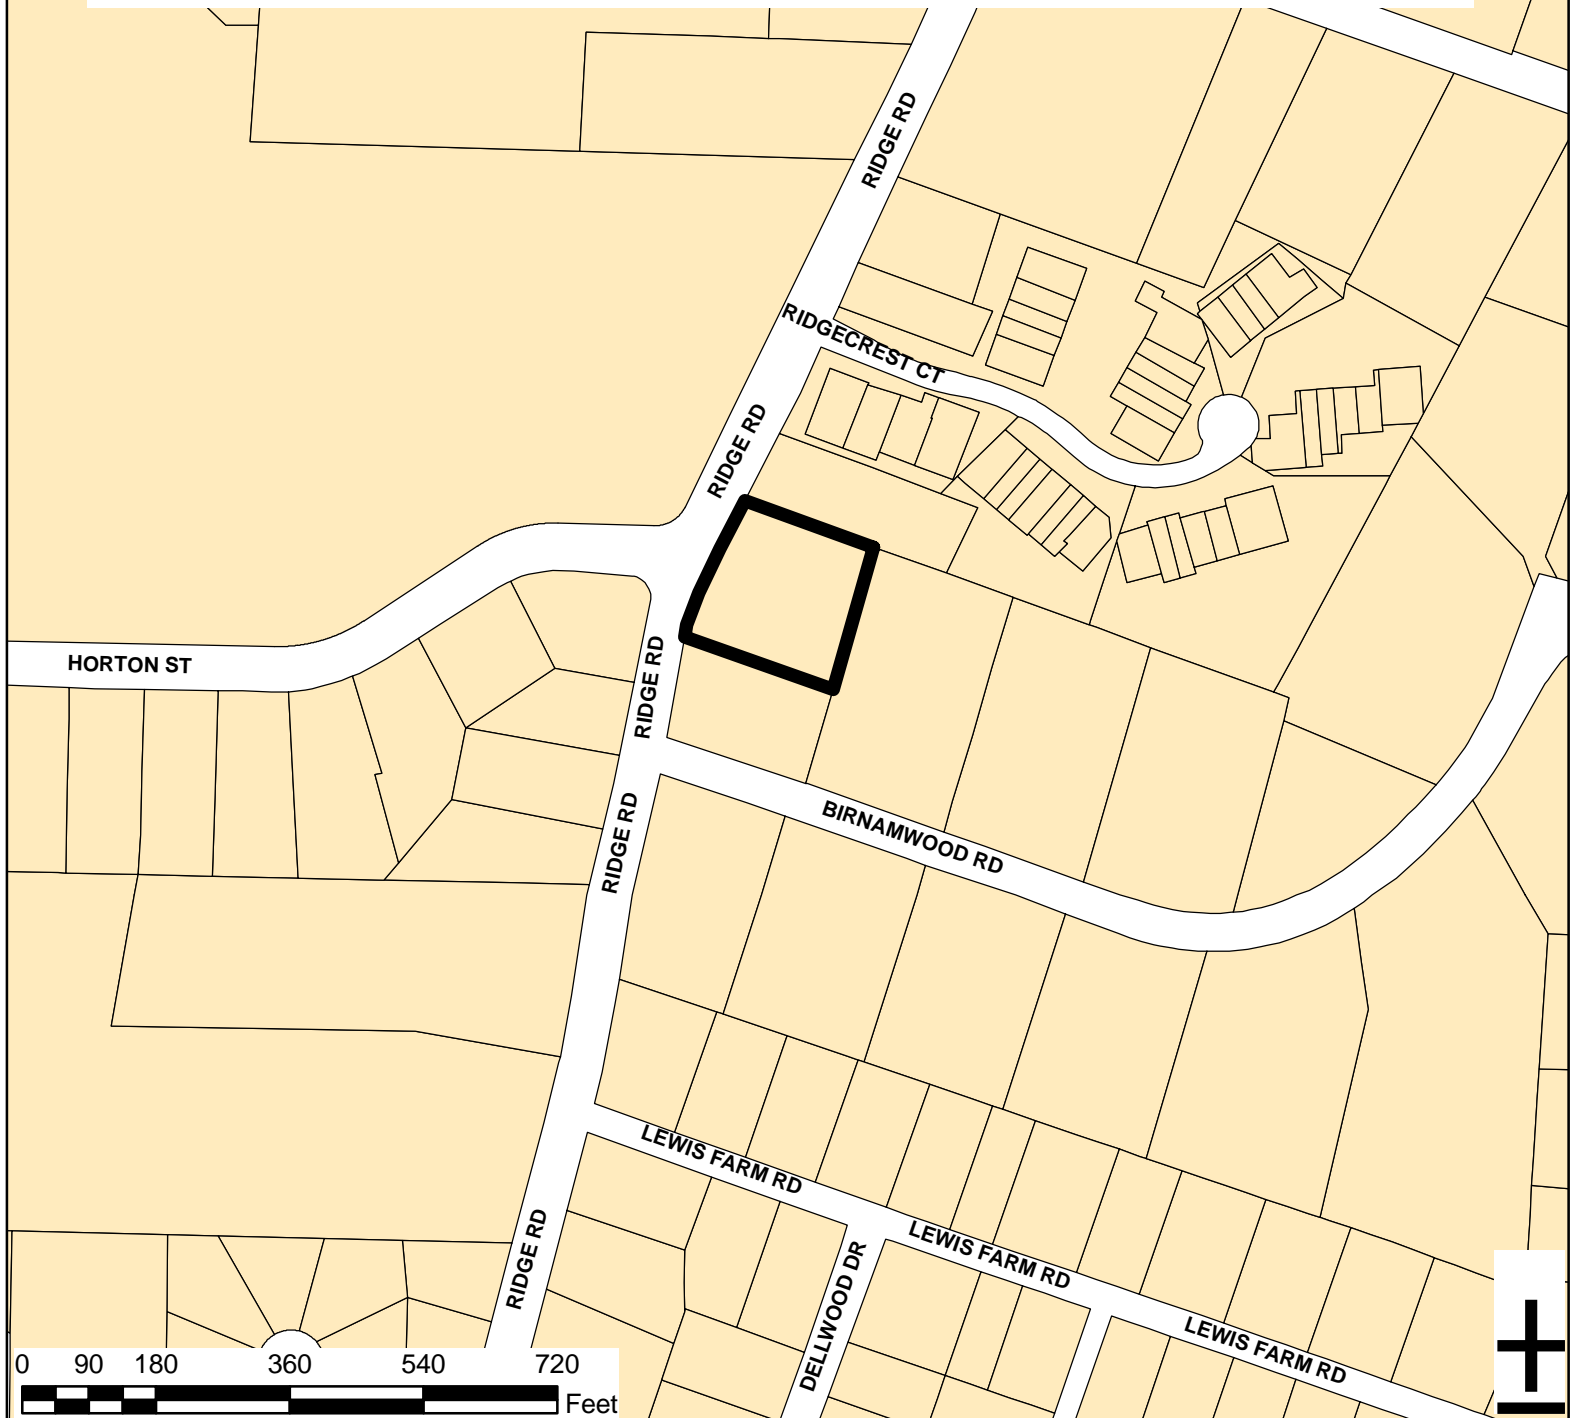 RIDGE RD
RIDGECREST CT
RIDGE RD
HORTON ST
RIDGE RD
RIDGE RD
BIRNAMWOOD RD
LEWIS FARM RD
RIDGE RD
LEWIS FARM RD
DELLWOOD DR
LEWIS FARM RD
0 90 180 360 540 720
Feet